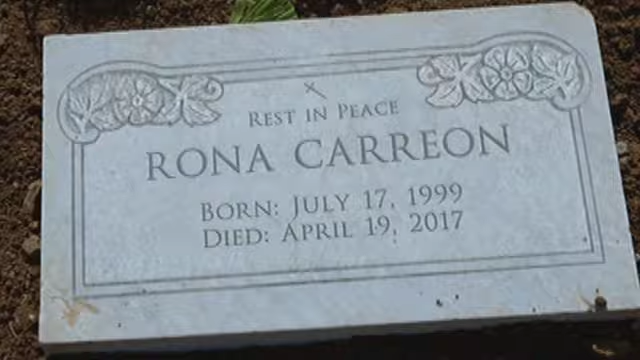 REST IN PEACE
RONA CARREON
BORN: JULY 17, 1999
DIED: APRIL 19, 2017